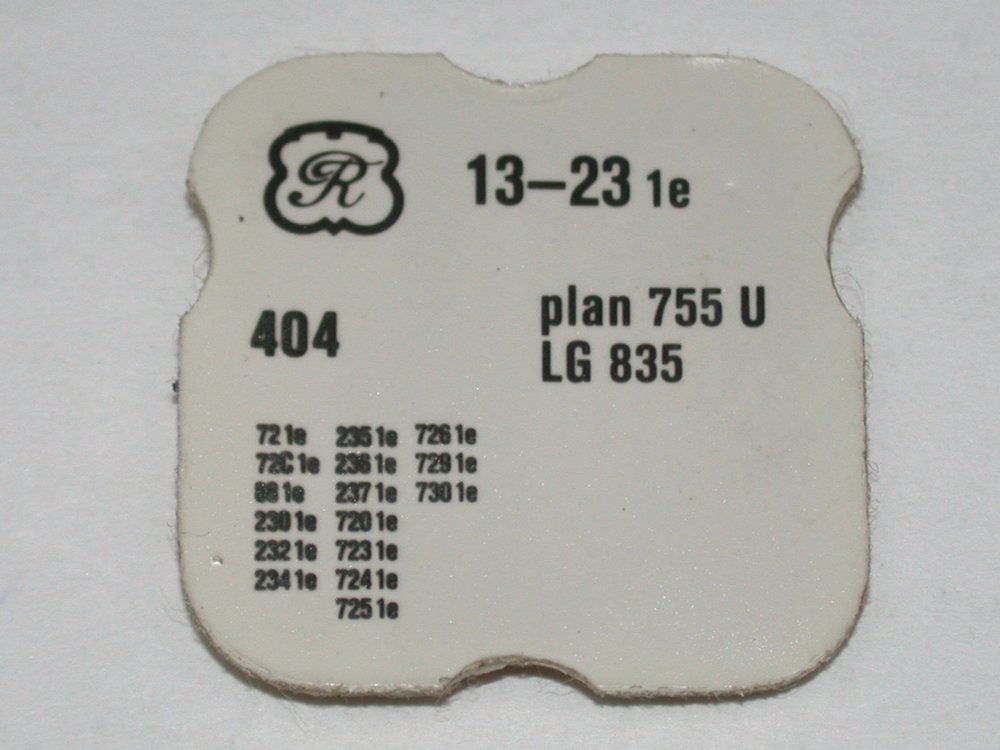 R
13–23 1e
404
plan 755 U
LG 835
72 1e 235 1e 726 1e
72C 1e 236 1e 729 1e
1e 237 1e 730 1e
230 1e 720 1e
232 1e 723 1e
234 1e 724 1e
725 1e